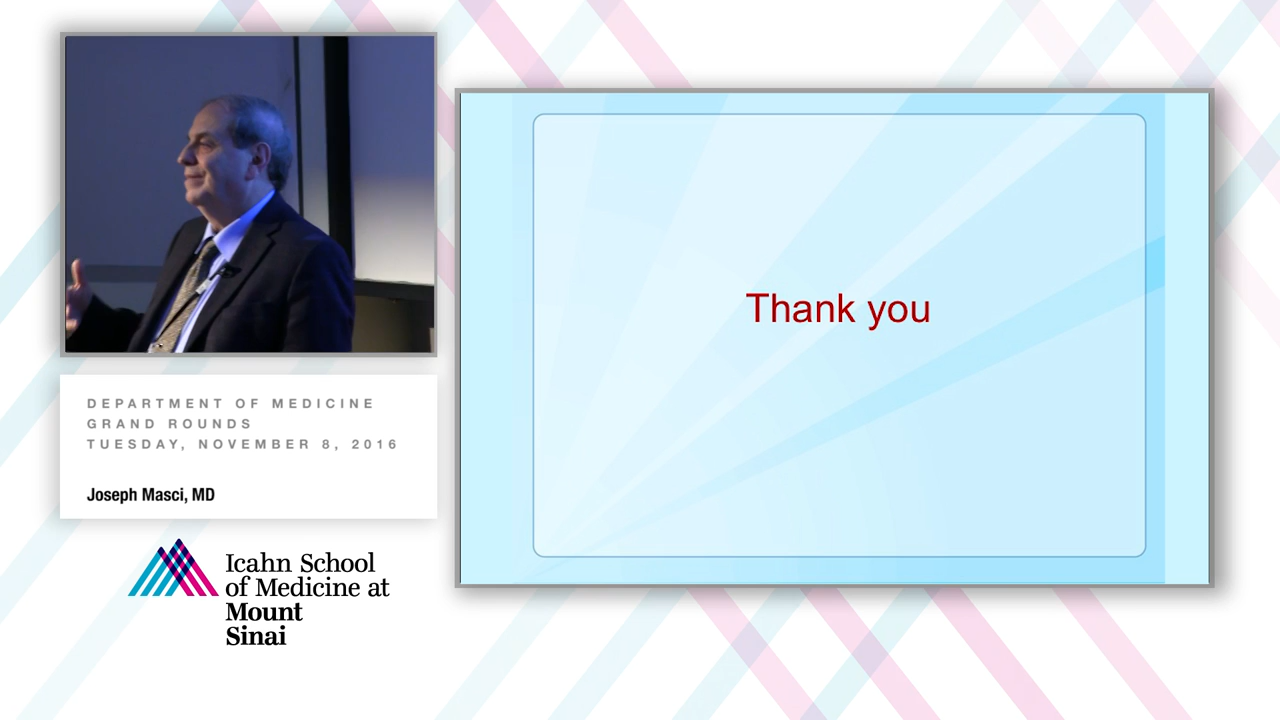 DEPARTMENT OF MEDICINE
GRAND ROUNDS
TUESDAY, NOVEMBER 8, 2016
Joseph Masci, MD
Icahn School
of Medicine at
Mount
Sinai
Thank you